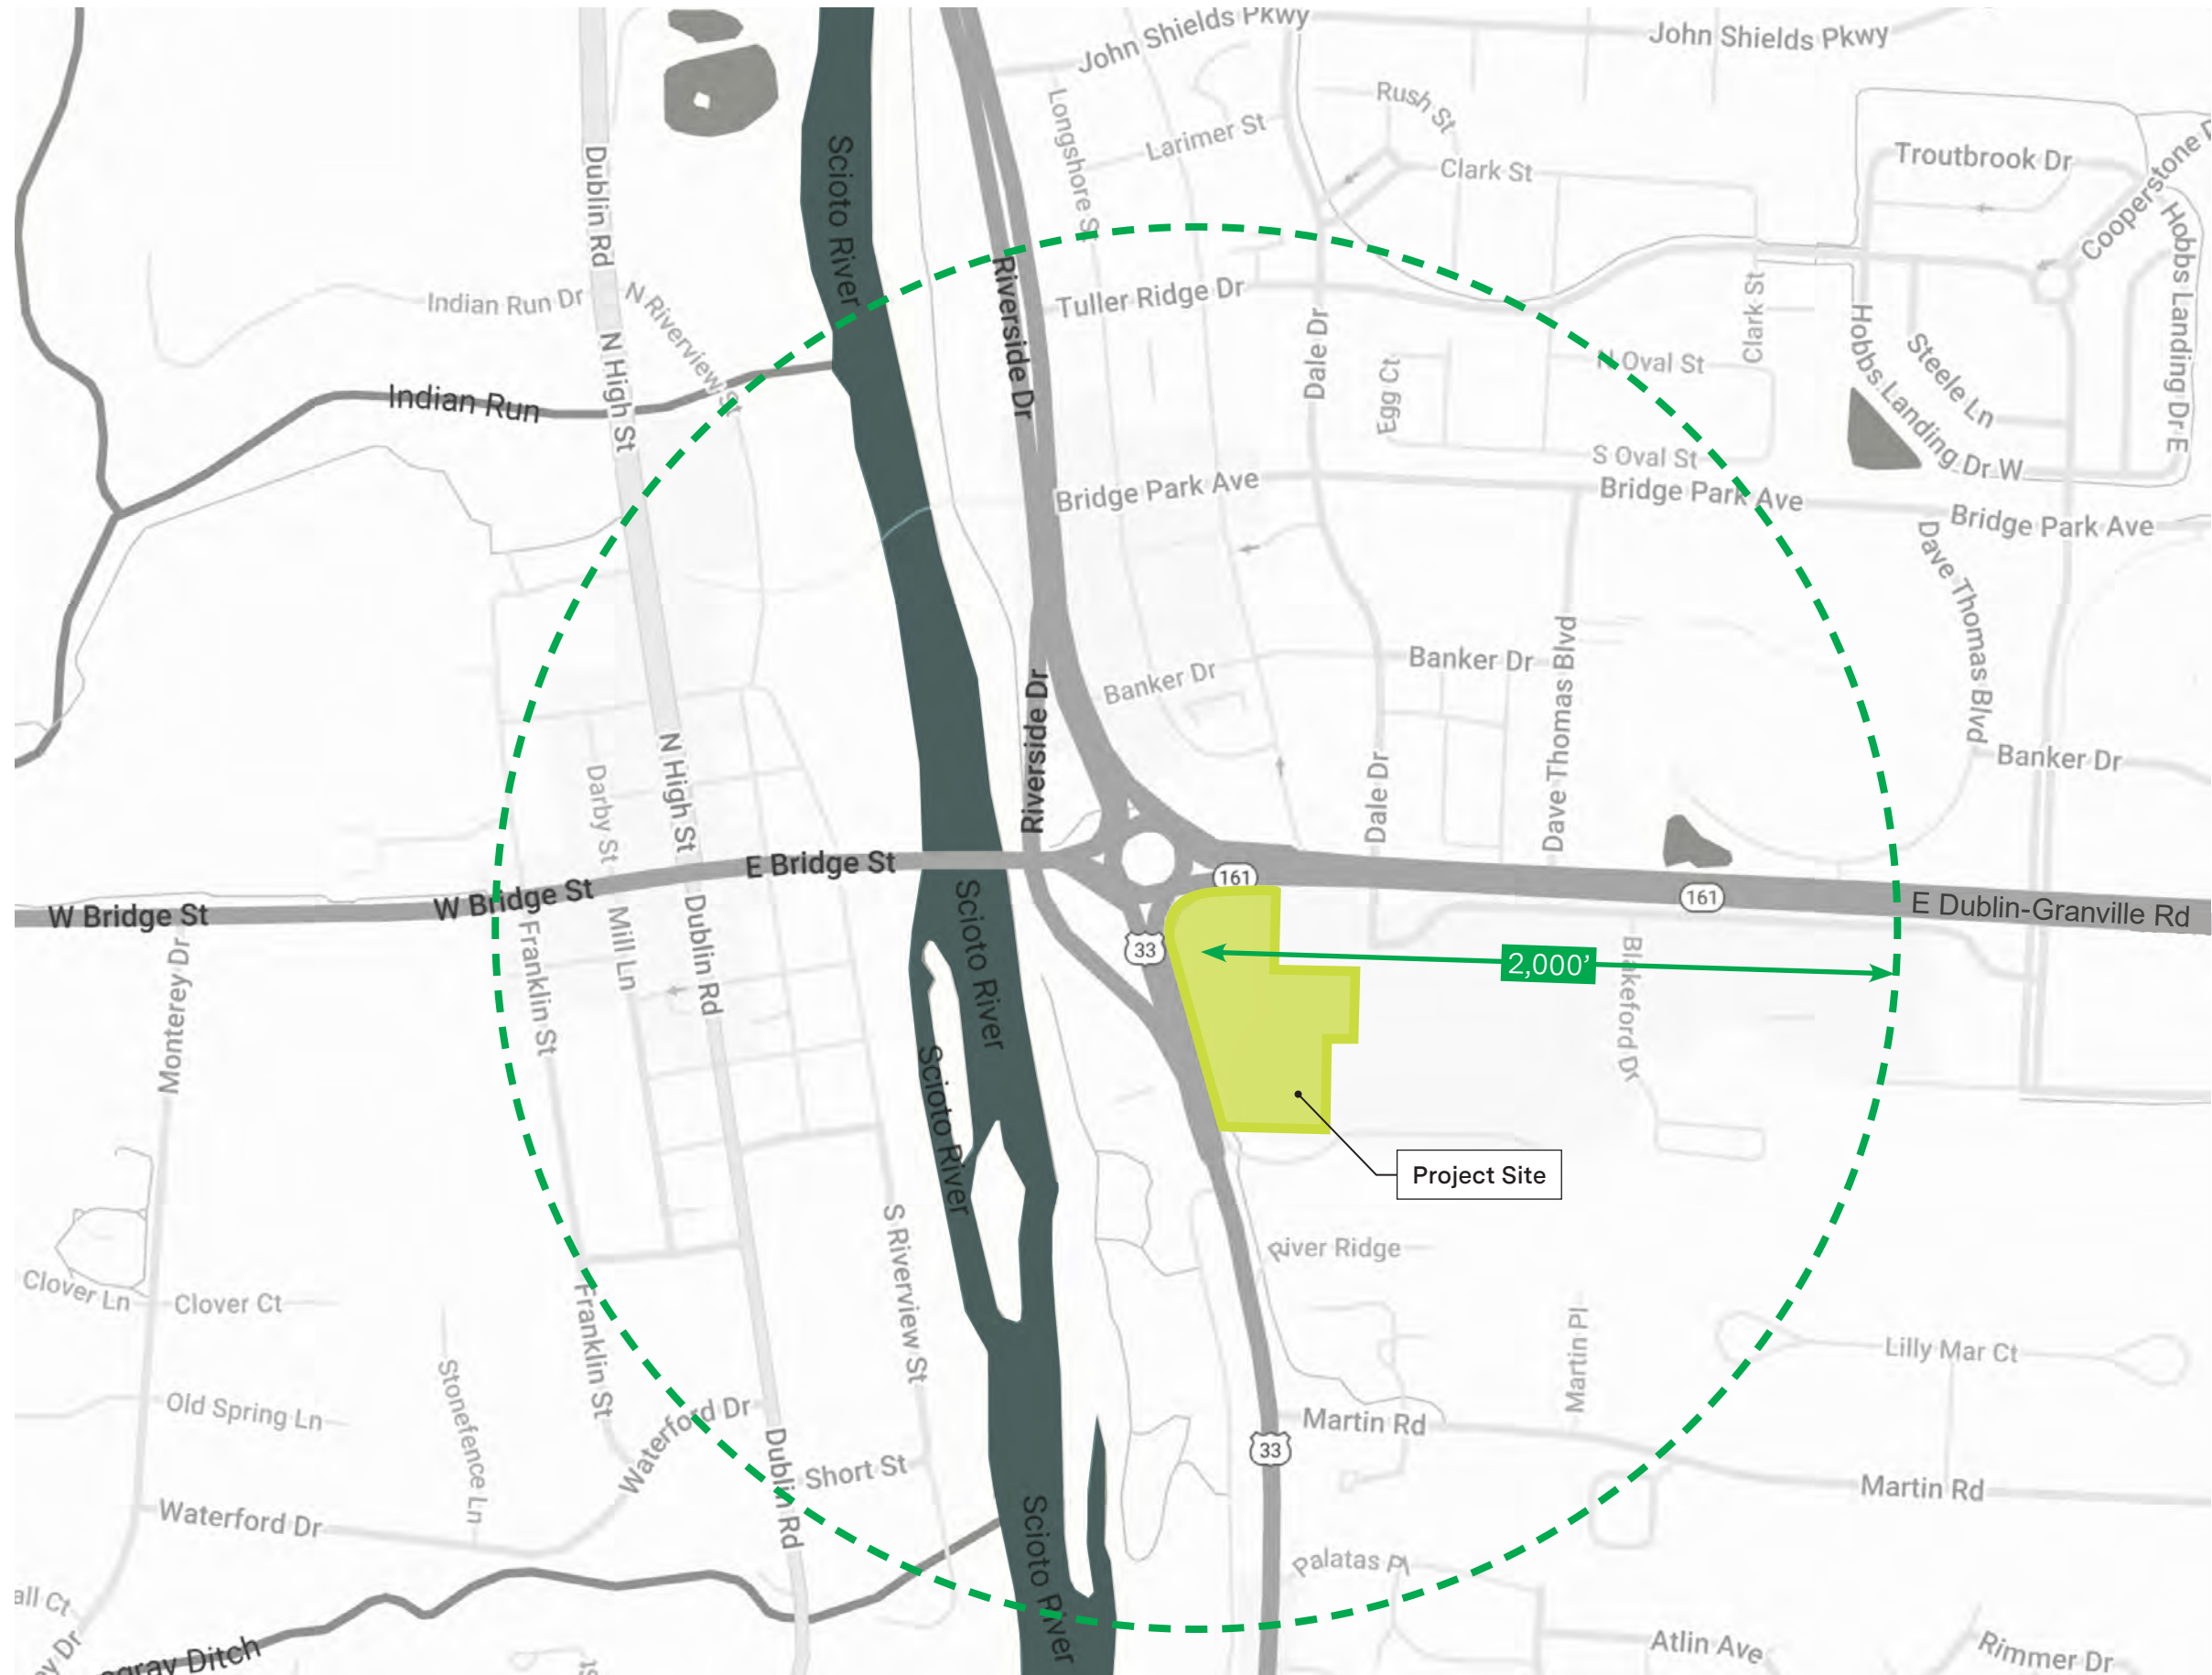 John Shields Pkwy
John Shields Pkwy
Rush St
Longshore St
Larimer St
Clark St
Troutbrook Dr
Cooperstone
Dublin Rd
Scioto River
Hobbs Landing Dr E
Indian Run Dr
N Riverview St
Riverside Dr
Tuller Ridge Dr
Dale Dr
Clark St
Hobbs Landing Dr W
Steele Ln
N High St
Egg Ct
N Oval St
Indian Run
S Oval St
Bridge Park Ave
Bridge Park Ave
Bridge Park Ave
Dave Thomas Blvd
Banker Dr
Banker Dr
Dave Thomas Blvd
Riverside Dr
N High St
Darby St
Dale Dr
Banker Dr
E Bridge St
161
161
W Bridge St
W Bridge St
E Dublin-Granville Rd
Franklin St
Mill Ln
Dublin Rd
Scioto River
33
2,000'
Blakeford Dr
Monterey Dr
Scioto River
Project Site
S Riverview St
River Ridge
Clover Ln
Clover Ct
Franklin St
Martin Pl
Lilly Mar Ct
Stonefence Ln
Old Spring Ln
Waterford Dr
Martin Rd
33
Dublin Rd
Short St
Martin Rd
Waterford Dr
Scioto River
Palatas Pl
all Ct
ey Dr
gray Ditch
Atlin Ave
Rimmer Dr